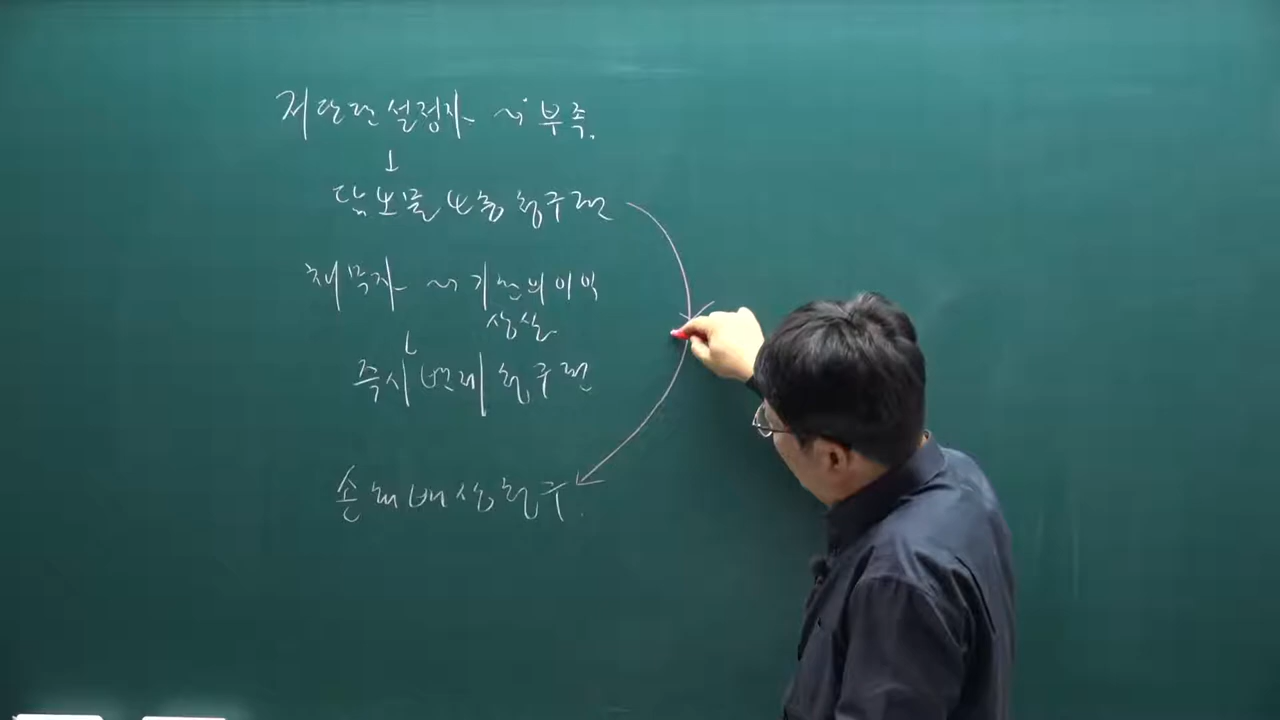 저당권설정자 ~ 부족.
담보물 보충 청구권
채무자 ~ 기한의 이익
상실
즉시 변제 청구권
손해배상청구.